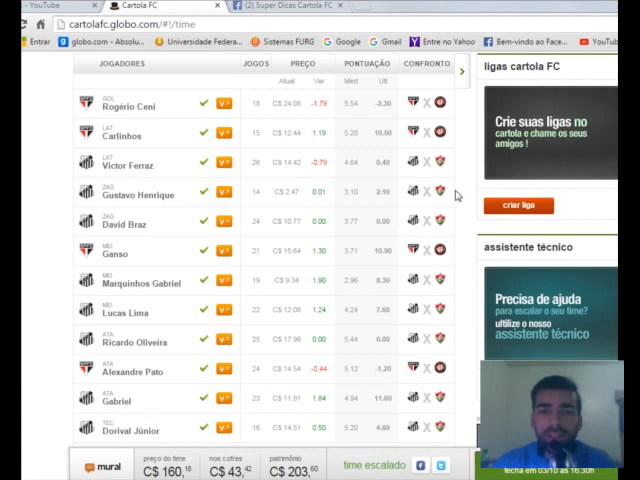 YouTube
Cartola FC
(2) Super Dicas Cartola FC
cartolafc.globo.com/#!/time
Entrar globo.com - Absolu... Universidade Federa... Sistemas FURG Google Gmail Entre no Yahoo Bem-vindo ao Face... YouTub
JOGADORES JOGOS PREÇO PONTUAÇÃO CONFRONTO
Atual Var Med Ult
GOL
Rogério Ceni 18 C$ 24.08 -1.79 5.54 -2.30 X
LAT
Carlinhos 15 C$ 12.44 1.19 5.20 10.50 X
LAT
Victor Ferraz 26 C$ 14.42 -0.79 4.64 0.40 X
ZAG
Gustavo Henrique 14 C$ 2.47 0.01 3.10 2.10 X
ZAG
David Braz 24 C$ 10.77 0.00 3.77 0.00 X
MEI
Ganso 21 C$ 15.64 1.30 3.71 10.90 X
MEI
Marquinhos Gabriel 19 C$ 9.34 1.90 2.96 8.30 X
MEI
Lucas Lima 22 C$ 12.08 1.24 4.24 7.60 X
ATA
Ricardo Oliveira 25 C$ 17.98 0.00 5.44 0.00 X
ATA
Alexandre Pato 24 C$ 14.54 -0.44 5.12 -1.20 X
ATA
Gabriel 23 C$ 11.91 1.84 4.94 11.60 X
TEC
Dorival Júnior 16 C$ 14.51 0.50 5.20 4.60 X
mural
preço do time
C$ 160,18
nos cofres
C$ 43,42
patrimônio
C$ 203,60
time escalado
ligas cartola FC
Crie suas ligas no
cartola e chame os seus
amigos !
criar liga
assistente técnico
Precisa de ajuda
para escalar o seu time?
ultilize o nosso
assistente técnico
fecha em 03/10 às 16:30h